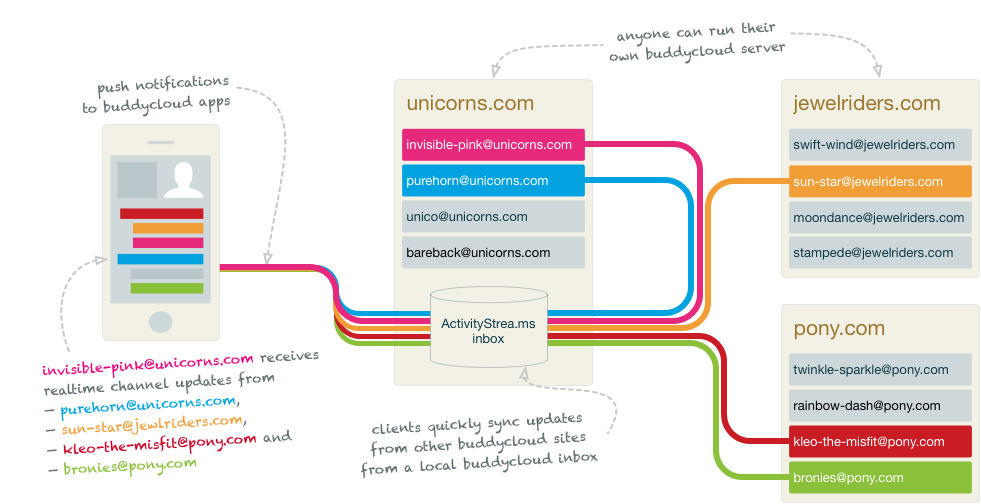 anyone can run their
own buddycloud server
push notifications
to buddycloud apps
unicorns.com
invisible-pink@unicorns.com
purehorn@unicorns.com
unico@unicorns.com
bareback@unicorns.com
ActivityStrea.ms
inbox
jewelriders.com
swift-wind@jewelriders.com
sun-star@jewelriders.com
moondance@jewelriders.com
stampede@jewelriders.com
pony.com
twinkle-sparkle@pony.com
rainbow-dash@pony.com
kleo-the-misfit@pony.com
bronies@pony.com
invisible-pink@unicorns.com receives
realtime channel updates from
– purehorn@unicorns.com,
– sun-star@jewlriders.com,
– kleo-the-misfit@pony.com and
– bronies@pony.com
clients quickly sync updates
from other buddycloud sites
from a local buddycloud inbox